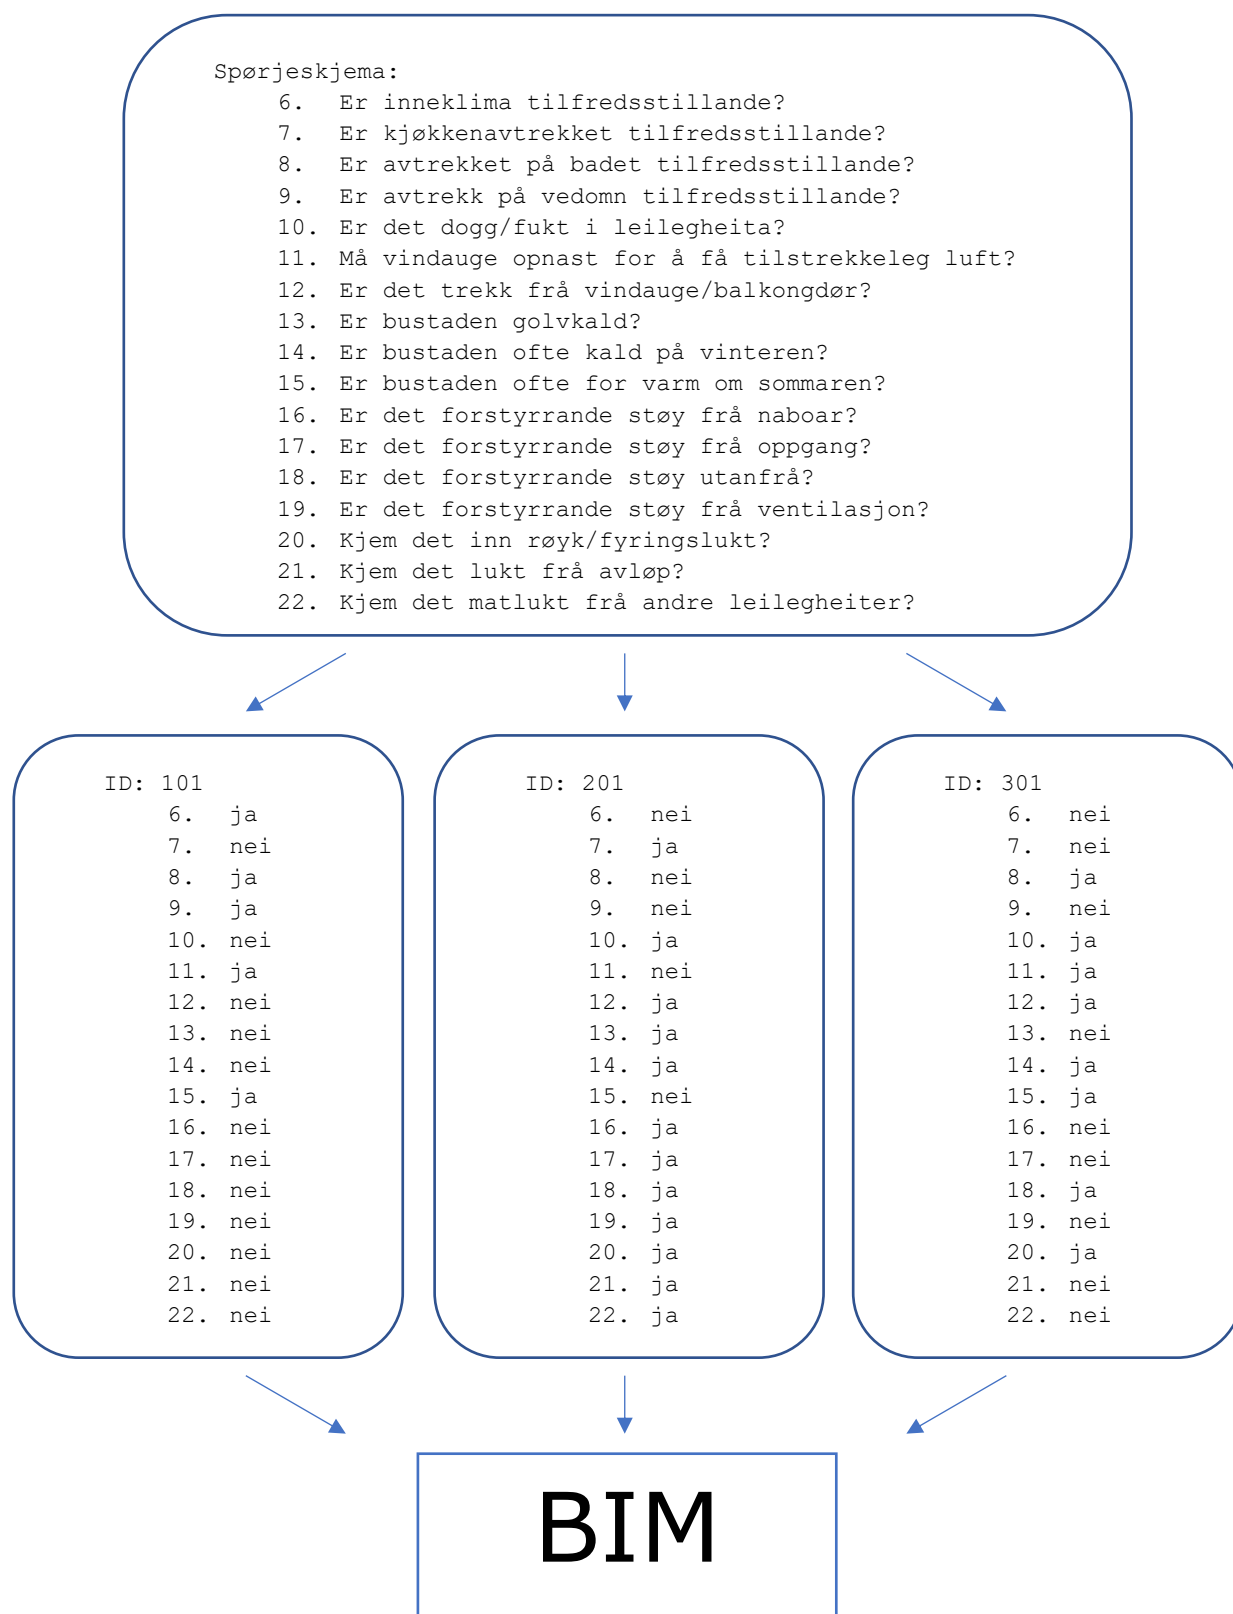 Spørjeskjema:
6. Er inneklima tilfredsstillande?
7. Er kjøkkenavtrekket tilfredsstillande?
8. Er avtrekket på badet tilfredsstillande?
9. Er avtrekk på vedomn tilfredsstillande?
10. Er det dogg/fukt i leilegheita?
11. Må vindauge opnast for å få tilstrekkeleg luft?
12. Er det trekk frå vindauge/balkongdør?
13. Er bustaden golvkald?
14. Er bustaden ofte kald på vinteren?
15. Er bustaden ofte for varm om sommaren?
16. Er det forstyrrande støy frå naboar?
17. Er det forstyrrande støy frå oppgang?
18. Er det forstyrrande støy utanfrå?
19. Er det forstyrrande støy frå ventilasjon?
20. Kjem det inn røyk/fyringslukt?
21. Kjem det lukt frå avløp?
22. Kjem det matlukt frå andre leilegheiter?
ID: 101
6. ja
7. nei
8. ja
9. ja
10. nei
11. ja
12. nei
13. nei
14. nei
15. ja
16. nei
17. nei
18. nei
19. nei
20. nei
21. nei
22. nei
ID: 201
6. nei
7. ja
8. nei
9. nei
10. ja
11. nei
12. ja
13. ja
14. ja
15. nei
16. ja
17. ja
18. ja
19. ja
20. ja
21. ja
22. ja
ID: 301
6. nei
7. nei
8. ja
9. nei
10. ja
11. ja
12. ja
13. nei
14. ja
15. ja
16. nei
17. nei
18. ja
19. nei
20. ja
21. nei
22. nei
BIM